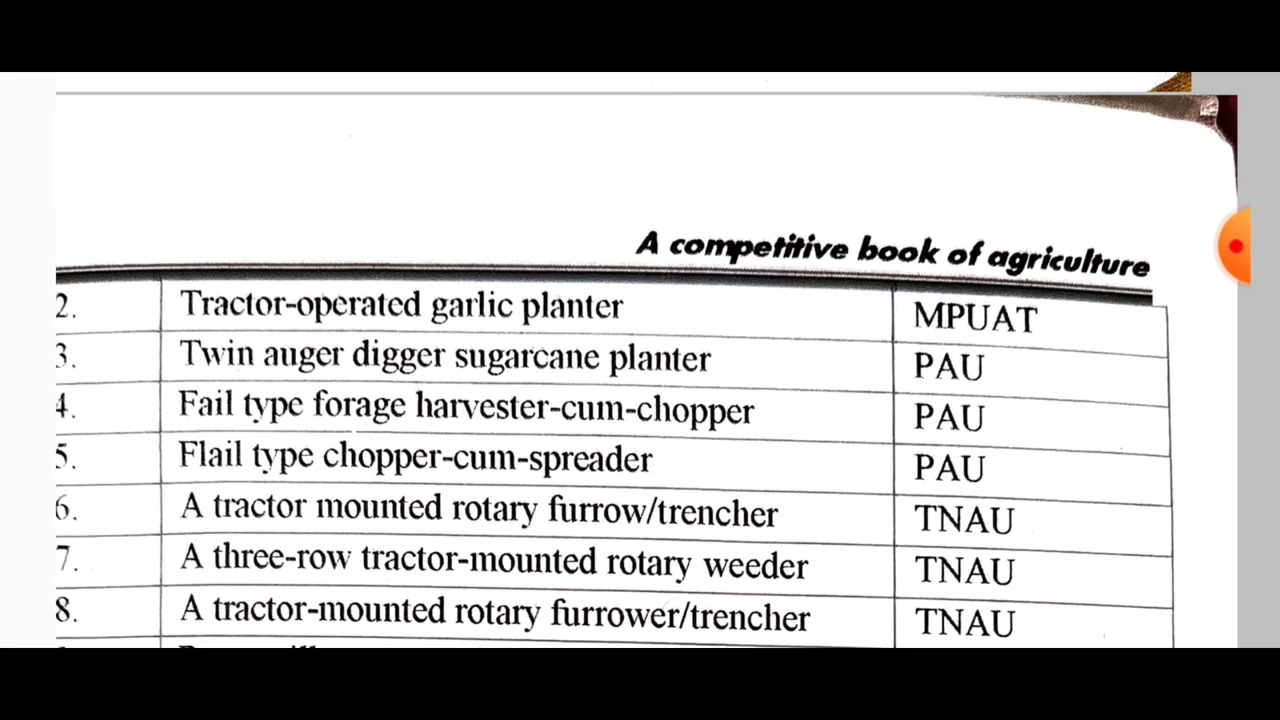 A competitive book of agriculture
2. Tractor-operated garlic planter MPUAT
3. Twin auger digger sugarcane planter PAU
4. Fail type forage harvester-cum-chopper PAU
5. Flail type chopper-cum-spreader PAU
6. A tractor mounted rotary furrow/trencher TNAU
7. A three-row tractor-mounted rotary weeder TNAU
8. A tractor-mounted rotary furrower/trencher TNAU